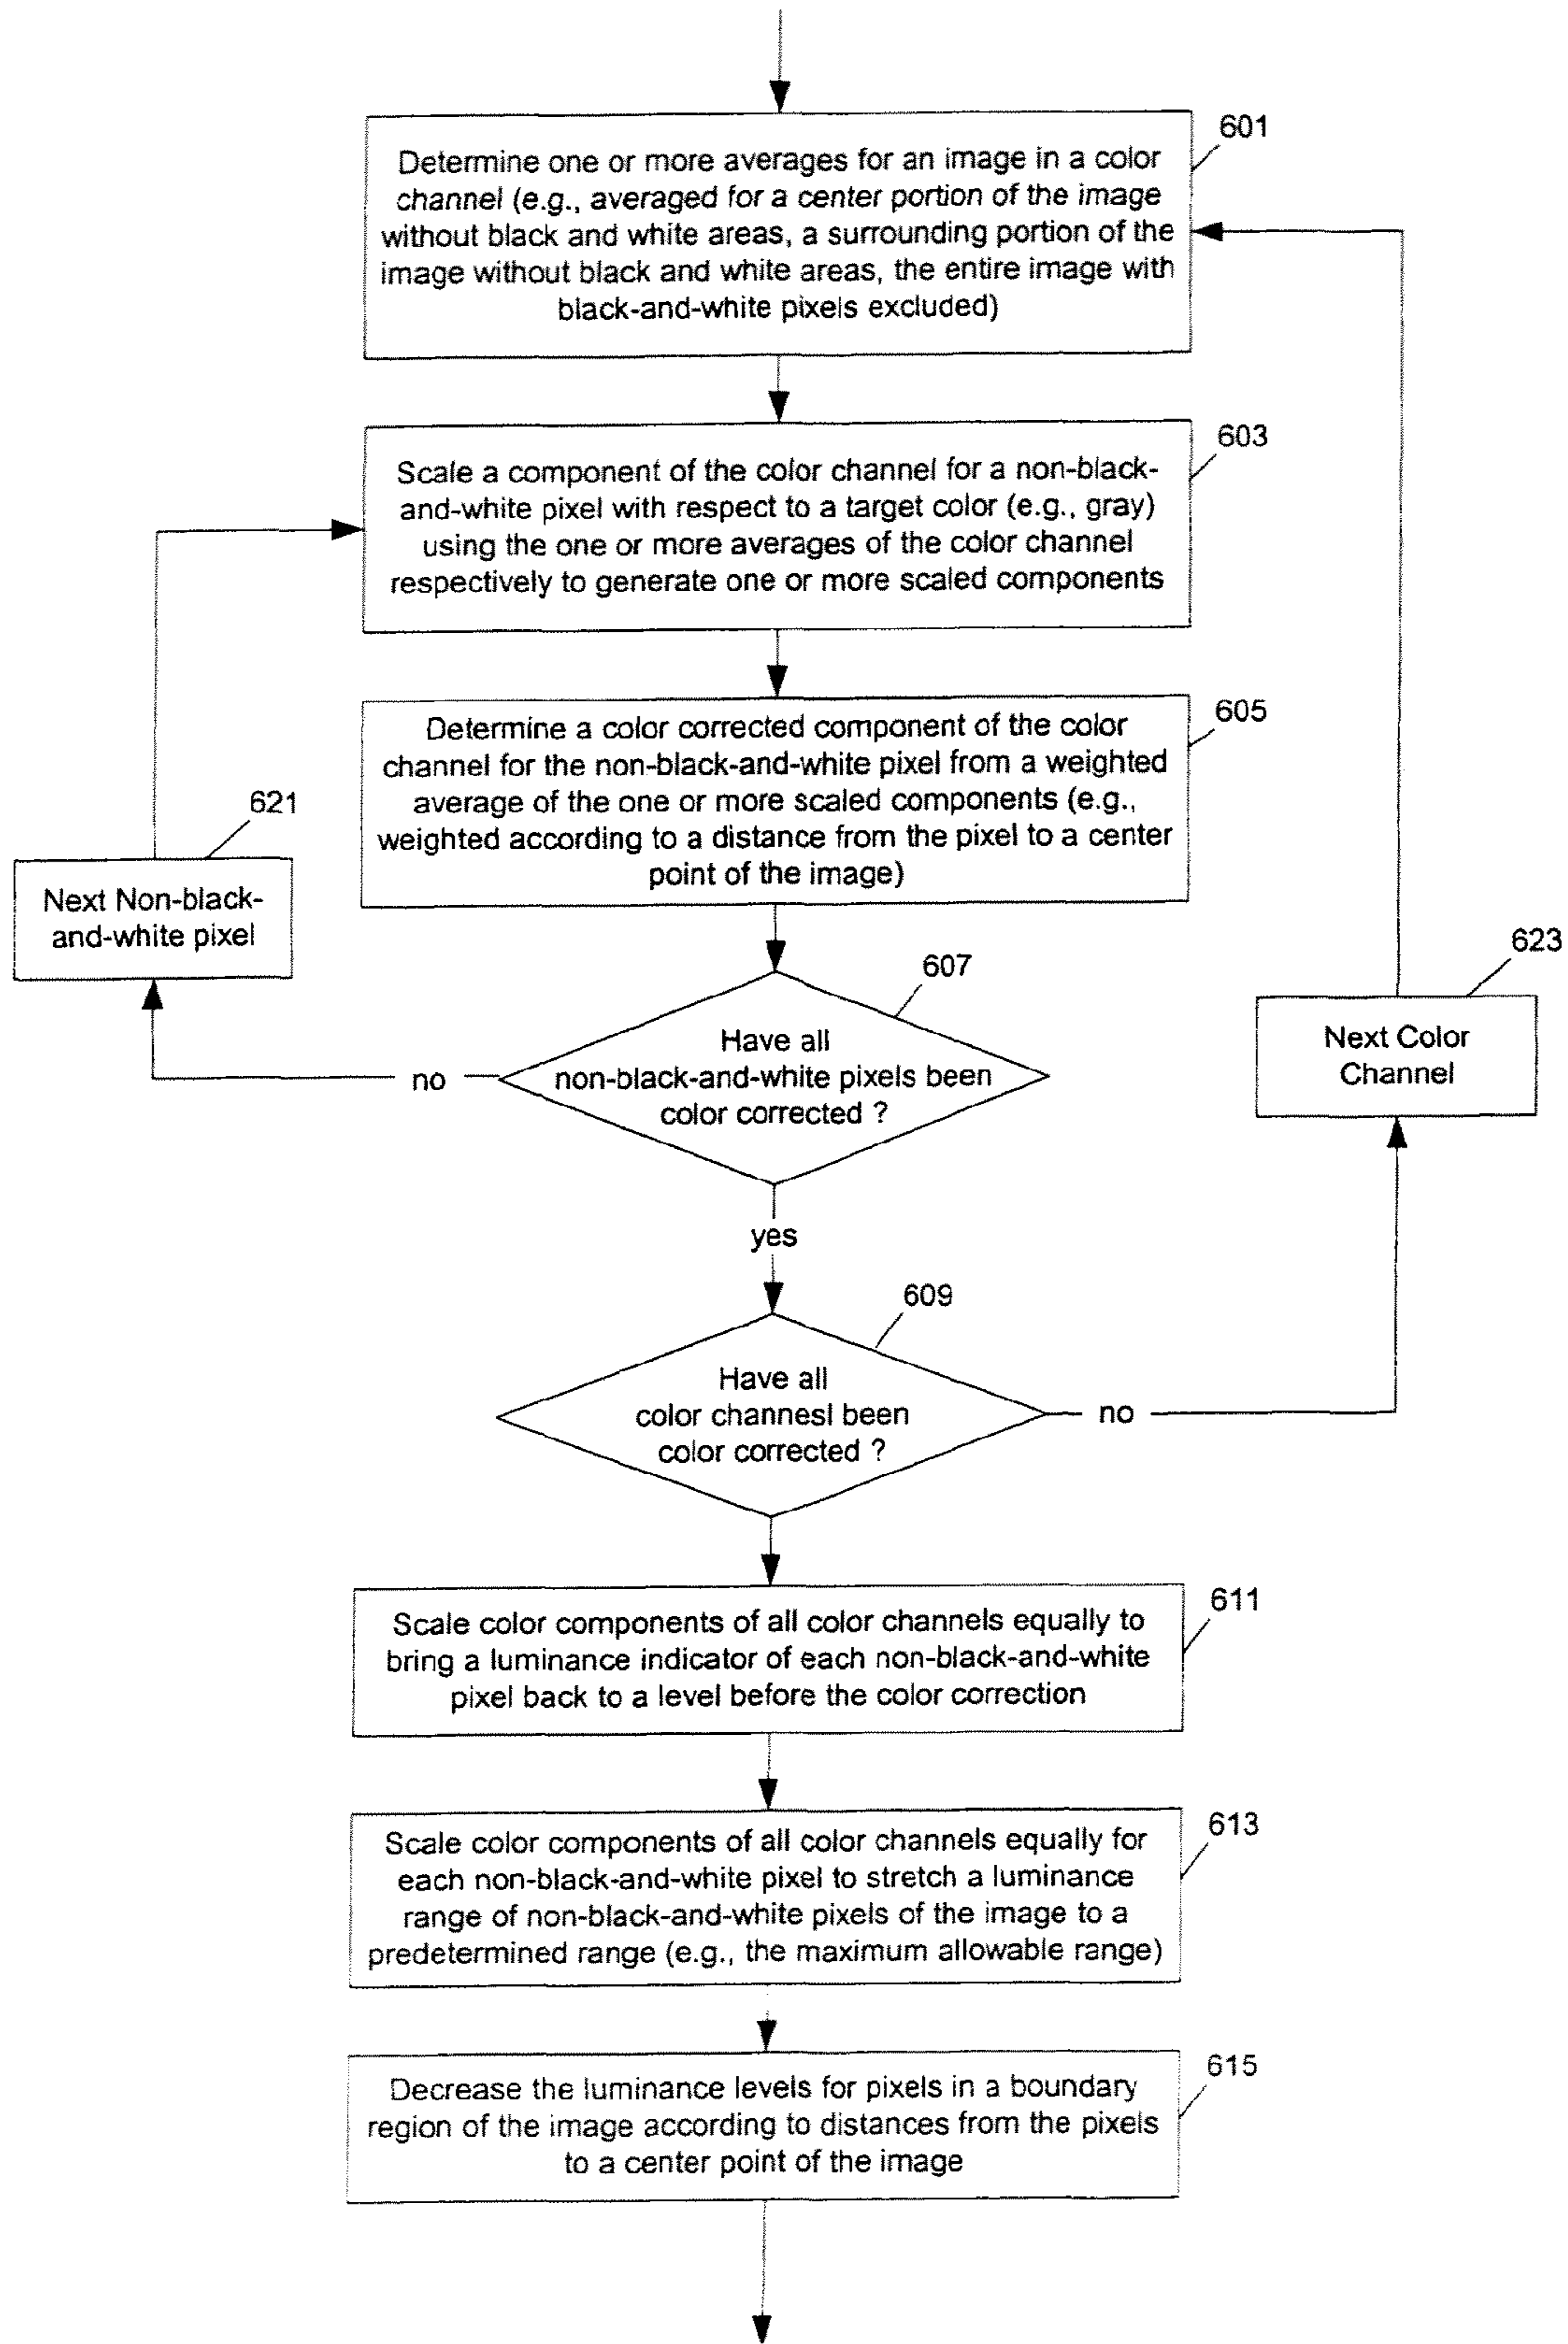 601
Determine one or more averages for an image in a color
channel (e.g., averaged for a center portion of the image
without black and white areas, a surrounding portion of the
image without black and white areas, the entire image with
black-and-white pixels excluded)
603
Scale a component of the color channel for a non-black-
and-white pixel with respect to a target color (e.g., gray)
using the one or more averages of the color channel
respectively to generate one or more scaled components
605
Determine a color corrected component of the color
channel for the non-black-and-white pixel from a weighted
average of the one or more scaled components (e.g.,
weighted according to a distance from the pixel to a center
point of the image)
621
Next Non-black-
and-white pixel
607
Have all
non-black-and-white pixels been
color corrected ?
no
623
Next Color
Channel
yes
609
Have all
color channesl been
color corrected ?
no
611
Scale color components of all color channels equally to
bring a luminance indicator of each non-black-and-white
pixel back to a level before the color correction
613
Scale color components of all color channels equally for
each non-black-and-white pixel to stretch a luminance
range of non-black-and-white pixels of the image to a
predetermined range (e.g., the maximum allowable range)
615
Decrease the luminance levels for pixels in a boundary
region of the image according to distances from the pixels
to a center point of the image